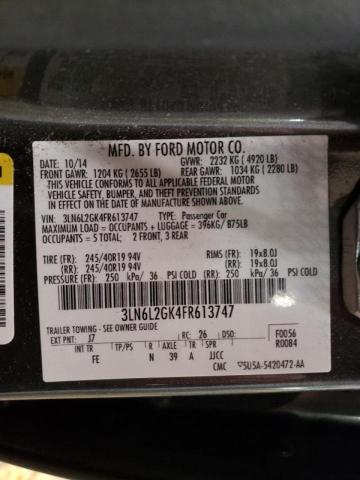 MFD. BY FORD MOTOR CO.
DATE: 10/14 GVWR: 2232 KG ( 4920 LB)
FRONT GAWR: 1204 KG ( 2655 LB) REAR GAWR: 1034 KG ( 2280 LB)
THIS VEHICLE CONFORMS TO ALL APPLICABLE FEDERAL MOTOR
VEHICLE SAFETY, BUMPER, AND THEFT PREVENTION STANDARDS IN
EFFECT ON THE DATE OF MANUFACTURE SHOWN ABOVE.
VIN: 3LN6L2GK4FR613747 TYPE: Passenger Car
MAXIMUM LOAD = OCCUPANTS + LUGGAGE = 396KG/ 875LB
OCCUPANTS = 5 TOTAL; 2 FRONT, 3 REAR
TIRE (FR): 245/40R19 94V RIMS(FR): 19x8.0J
TIRE (RR): 245/40R19 94V (RR): 19x8.0J
PRESSURE (FR): 250 kPa/ 36 PSI COLD (RR): 250 kPa/ 36 PSI COLD
3LN6L2GK4FR613747
TRAILER TOWING - SEE OWNER GUIDE
EXT PNT: J7 RC: 26 DSO: F0056
R0084
INT TR R AXLE TR SPR
FE N 39 A JJCC
CMC ▽5U5A-5420472-AA